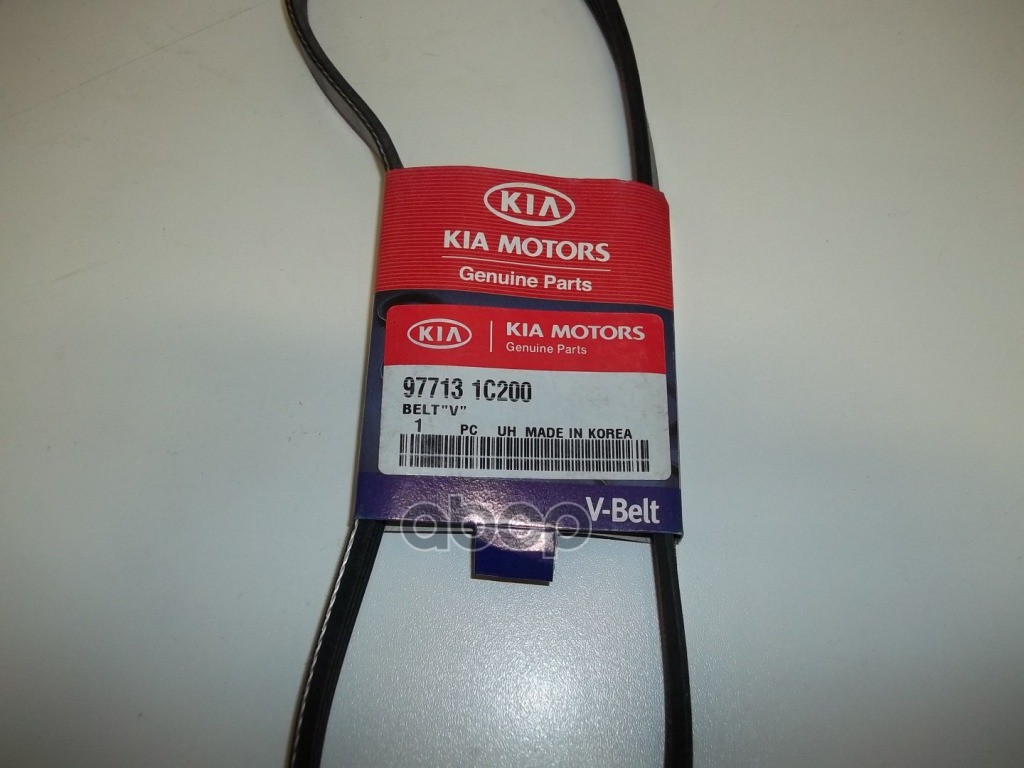 KIA
KIA MOTORS
Genuine Parts
KIA
KIA MOTORS
Genuine Parts
97713 1C200
BELT"V"
1 PC UH MADE IN KOREA
V-Belt
abcp